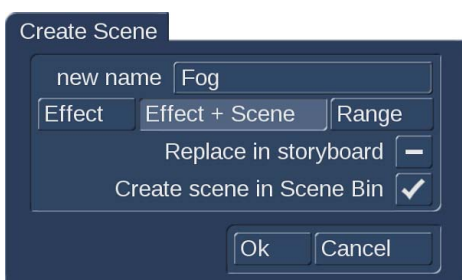 Create Scene
new name Fog
Effect Effect + Scene Range
Replace in storyboard
Create scene in Scene Bin
Ok Cancel